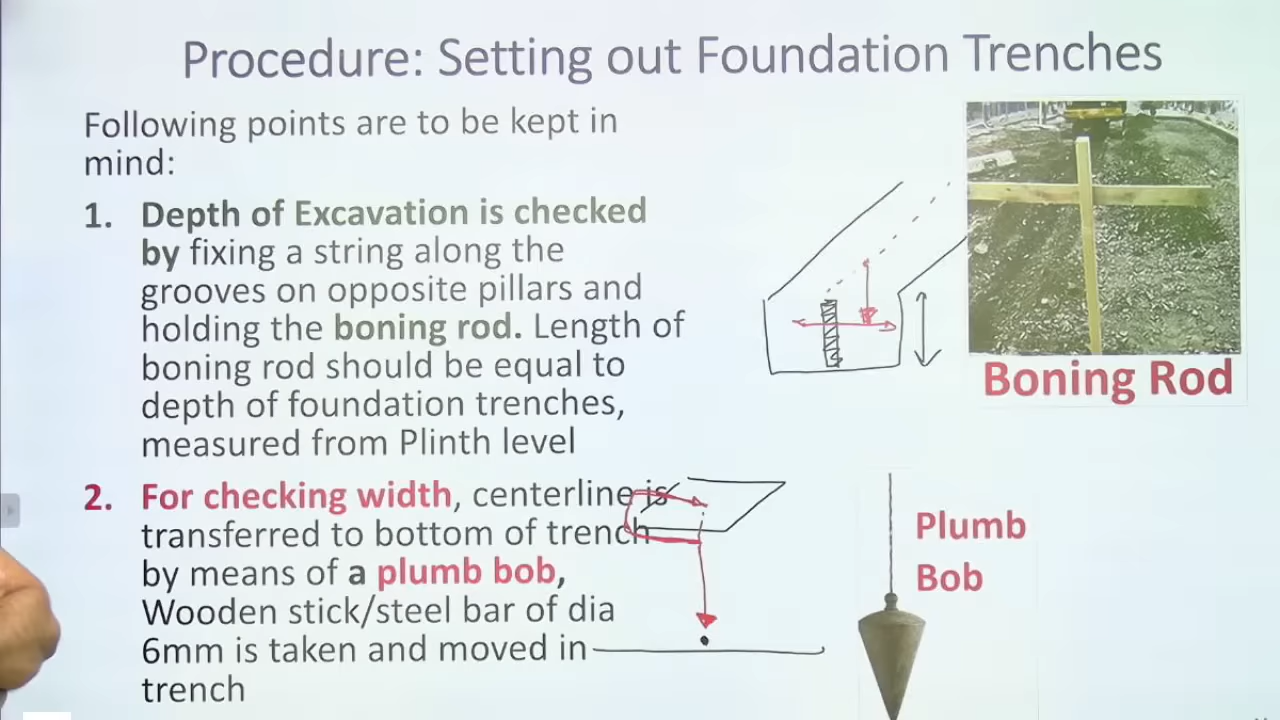 Procedure: Setting out Foundation Trenches
Following points are to be kept in
mind:
1. Depth of Excavation is checked
by fixing a string along the
grooves on opposite pillars and
holding the boning rod. Length of
boning rod should be equal to
depth of foundation trenches,
measured from Plinth level
Boning Rod
2. For checking width, centerline is
transferred to bottom of trench
by means of a plumb bob,
Wooden stick/steel bar of dia
6mm is taken and moved in
trench
Plumb
Bob